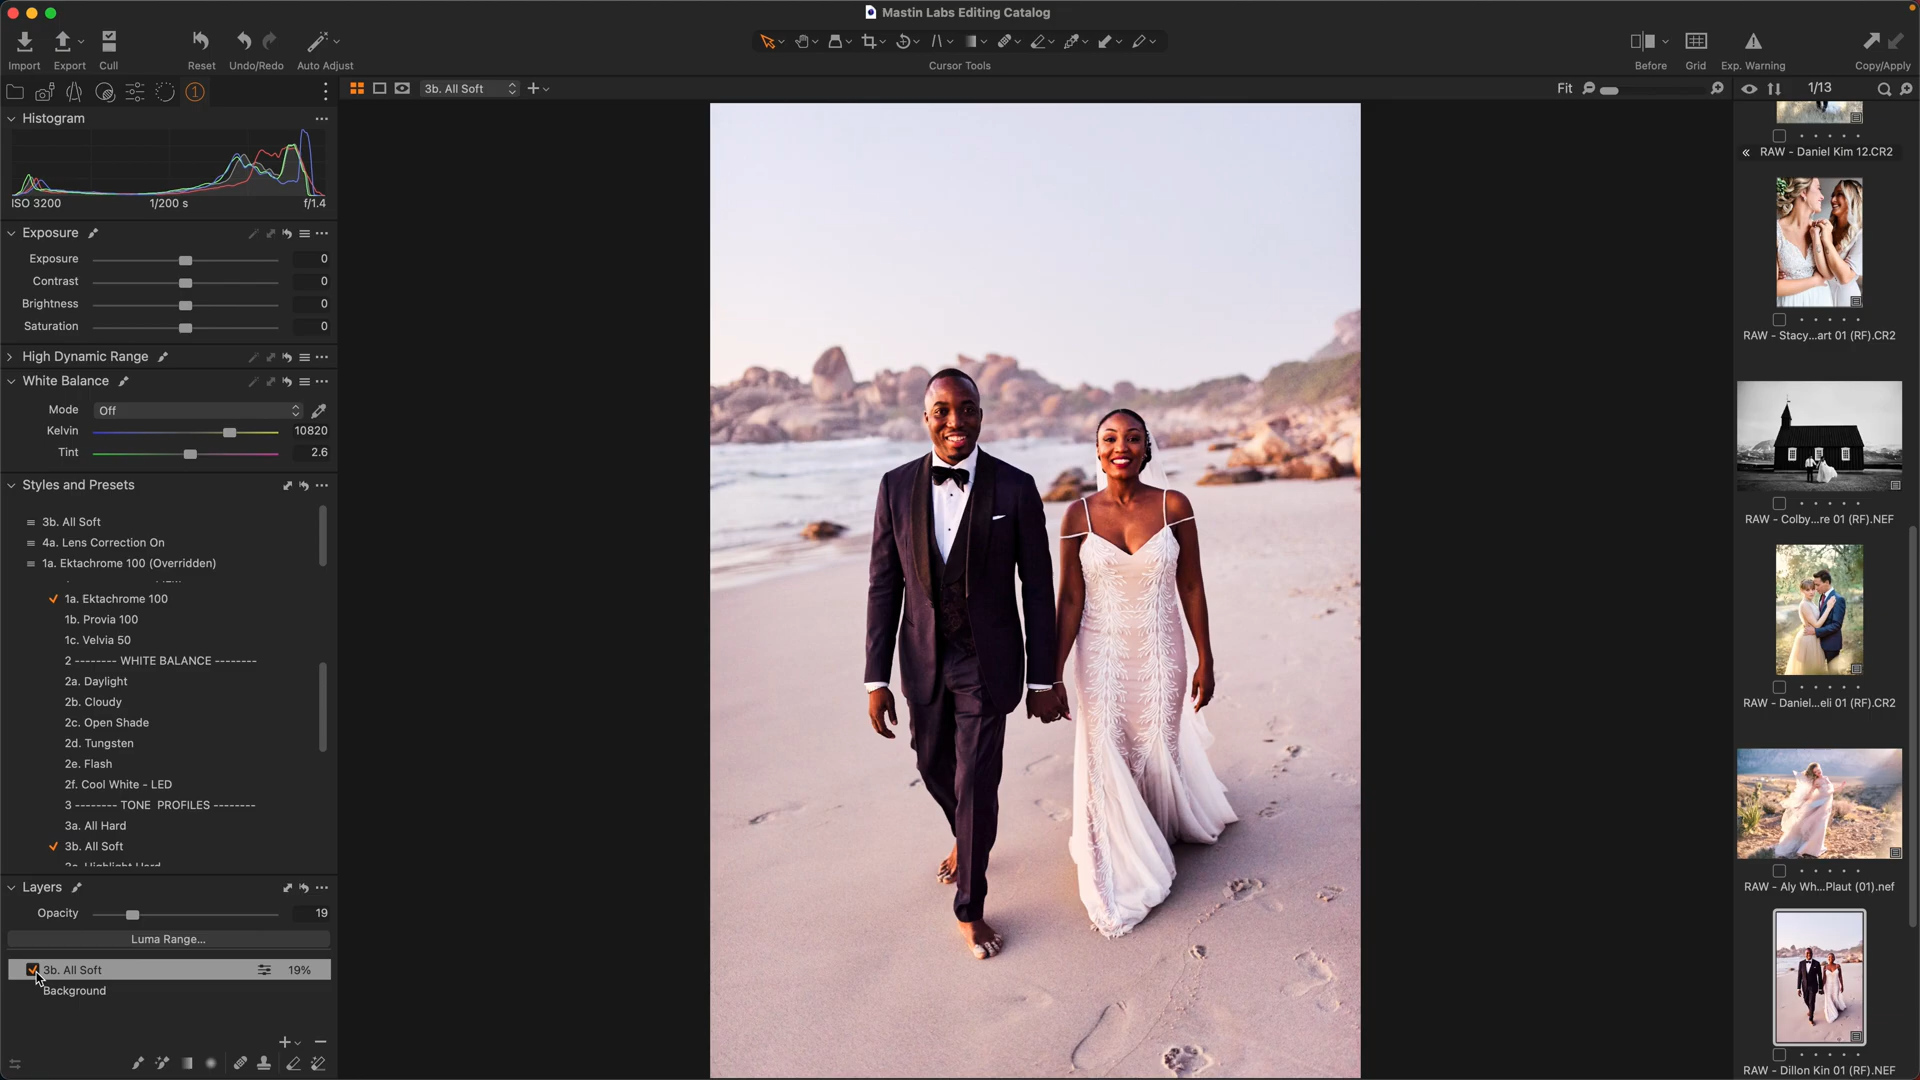 Mastin Labs Editing Catalog
Import Export Cull Reset Undo/Redo Auto Adjust Cursor Tools Before Grid Exp. Warning Copy/Apply
1
3b. All Soft
Fit
1/13
Histogram
ISO 3200 1/200 s f/1.4
Exposure
Exposure 0
Contrast 0
Brightness 0
Saturation 0
High Dynamic Range
White Balance
Mode Off
Kelvin 10820
Tint 2.6
Styles and Presets
3b. All Soft
4a. Lens Correction On
1a. Ektachrome 100 (Overridden)
1a. Ektachrome 100
1b. Provia 100
1c. Velvia 50
2 -------- WHITE BALANCE --------
2a. Daylight
2b. Cloudy
2c. Open Shade
2d. Tungsten
2e. Flash
2f. Cool White - LED
3 -------- TONE PROFILES --------
3a. All Hard
3b. All Soft
Layers
Opacity 19
Luma Range...
3b. All Soft 19%
Background
RAW - Daniel Kim 12.CR2
RAW - Stacy...art 01 (RF).CR2
RAW - Colby...re 01 (RF).NEF
RAW - Daniel...eli 01 (RF).CR2
RAW - Aly Wh...Plaut (01).nef
RAW - Dillon Kin 01 (RF).NEF